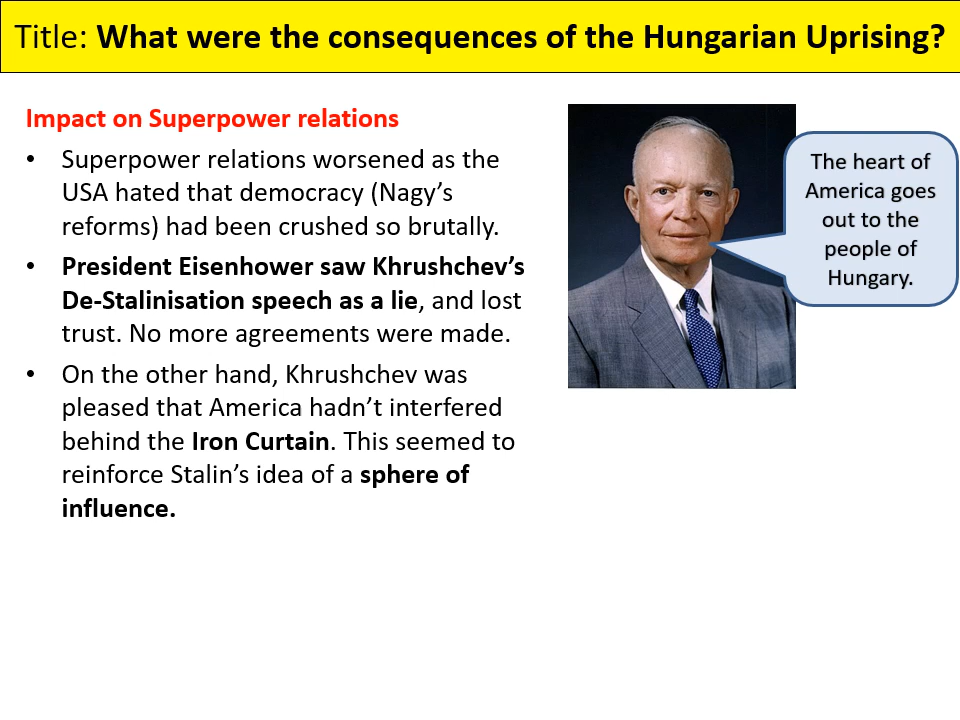 Title: What were the consequences of the Hungarian Uprising?
Impact on Superpower relations
• Superpower relations worsened as the
USA hated that democracy (Nagy’s
reforms) had been crushed so brutally.
• President Eisenhower saw Khrushchev’s
De-Stalinisation speech as a lie, and lost
trust. No more agreements were made.
• On the other hand, Khrushchev was
pleased that America hadn’t interfered
behind the Iron Curtain. This seemed to
reinforce Stalin’s idea of a sphere of
influence.
The heart of
America goes
out to the
people of
Hungary.